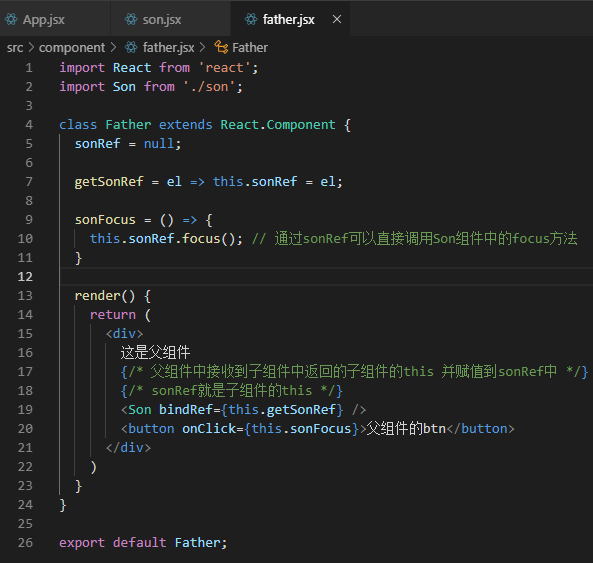 App.jsx son.jsx father.jsx ×
src > component > father.jsx > Father
1 import React from 'react';
2 import Son from './son';
3
4 class Father extends React.Component {
5 sonRef = null;
6
7 getSonRef = el => this.sonRef = el;
8
9 sonFocus = () => {
10 this.sonRef.focus(); // 通过sonRef可以直接调用Son组件中的focus方法
11 }
12
13 render() {
14 return (
15 <div>
16 这是父组件
17 {/* 父组件中接收到子组件中返回的子组件的this 并赋值到sonRef中 */}
18 {/* sonRef就是子组件的this */}
19 <Son bindRef={this.getSonRef} />
20 <button onClick={this.sonFocus}>父组件的btn</button>
21 </div>
22 )
23 }
24 }
25
26 export default Father;